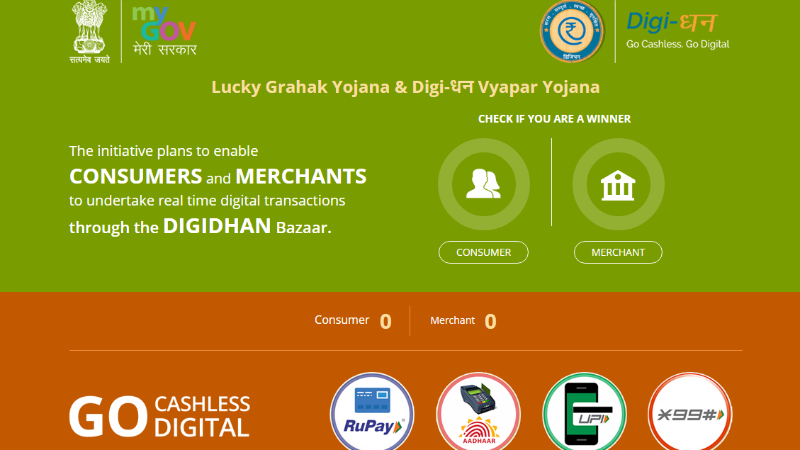 सत्यमेव जयते
my
GOV
मेरी सरकार
Digi-धन
Go Cashless. Go Digital
Lucky Grahak Yojana & Digi-धन Vyapar Yojana
CHECK IF YOU ARE A WINNER
The initiative plans to enable
CONSUMERS and MERCHANTS
to undertake real time digital transactions
through the DIGIDHAN Bazaar.
CONSUMER
MERCHANT
Consumer 0
Merchant 0
GO CASHLESS
DIGITAL
RuPay
AADHAAR
UPI
*99#